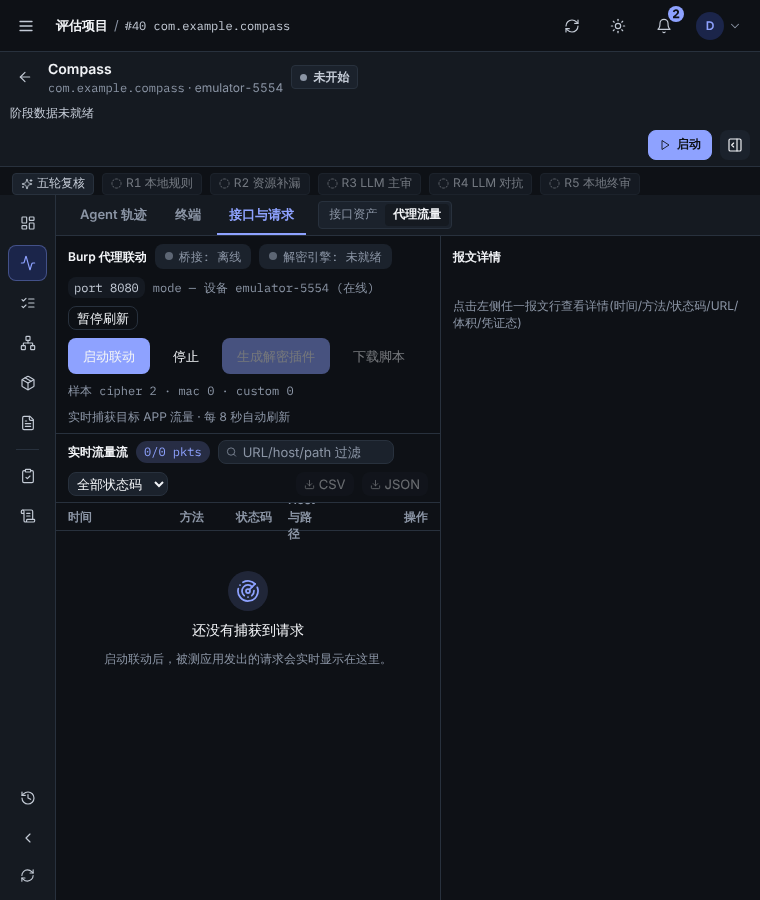 评估项目 / #40 com.example.compass
2
D
Compass
com.example.compass · emulator-5554
未开始
阶段数据未就绪
启动
五轮复核
R1 本地规则
R2 资源补漏
R3 LLM 主审
R4 LLM 对抗
R5 本地终审
Agent 轨迹
终端
接口与请求
接口资产
代理流量
Burp 代理联动
桥接: 离线
解密引擎: 未就绪
port 8080 mode — 设备 emulator-5554 (在线)
暂停刷新
启动联动
停止
生成解密插件
下载脚本
样本 cipher 2 · mac 0 · custom 0
实时捕获目标 APP 流量 · 每 8 秒自动刷新
实时流量流
0/0 pkts
URL/host/path 过滤
全部状态码
CSV
JSON
时间
方法
状态码
与路
径
操作
还没有捕获到请求
启动联动后，被测应用发出的请求会实时显示在这里。
报文详情
点击左侧任一报文行查看详情(时间/方法/状态码/URL/
体积/凭证态)